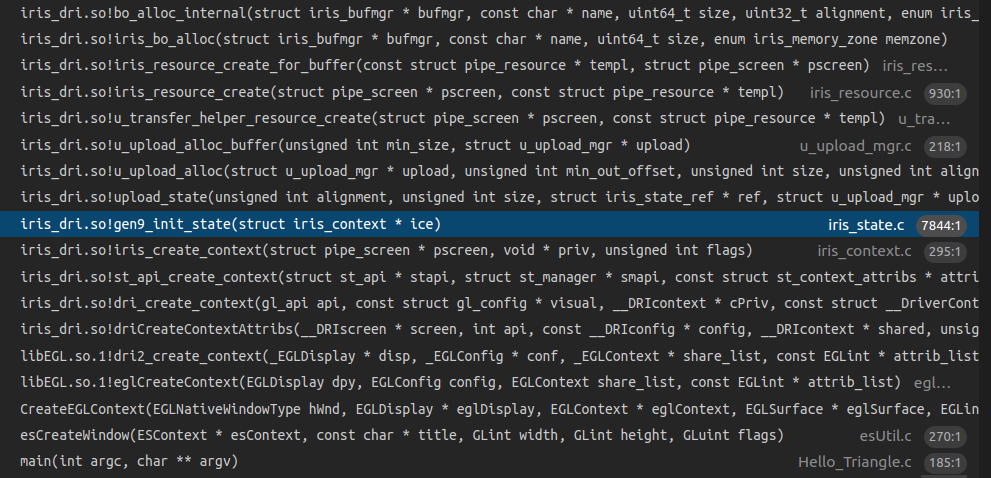 iris_dri.so!bo_alloc_internal(struct iris_bufmgr * bufmgr, const char * name, uint64_t size, uint32_t alignment, enum iris_
iris_dri.so!iris_bo_alloc(struct iris_bufmgr * bufmgr, const char * name, uint64_t size, enum iris_memory_zone memzone)
iris_dri.so!iris_resource_create_for_buffer(const struct pipe_resource * templ, struct pipe_screen * pscreen) iris_res…
iris_dri.so!iris_resource_create(struct pipe_screen * pscreen, const struct pipe_resource * templ) iris_resource.c 930:1
iris_dri.so!u_transfer_helper_resource_create(struct pipe_screen * pscreen, const struct pipe_resource * templ) u_tra…
iris_dri.so!u_upload_alloc_buffer(unsigned int min_size, struct u_upload_mgr * upload) u_upload_mgr.c 218:1
iris_dri.so!u_upload_alloc(struct u_upload_mgr * upload, unsigned int min_out_offset, unsigned int size, unsigned int align
iris_dri.so!upload_state(unsigned int alignment, unsigned int size, struct iris_state_ref * ref, struct u_upload_mgr * uplo
iris_dri.so!gen9_init_state(struct iris_context * ice) iris_state.c 7844:1
iris_dri.so!iris_create_context(struct pipe_screen * pscreen, void * priv, unsigned int flags) iris_context.c 295:1
iris_dri.so!st_api_create_context(struct st_api * stapi, struct st_manager * smapi, const struct st_context_attribs * attri
iris_dri.so!dri_create_context(gl_api api, const struct gl_config * visual, __DRIcontext * cPriv, const struct __DriverCont
iris_dri.so!driCreateContextAttribs(__DRIscreen * screen, int api, const __DRIconfig * config, __DRIcontext * shared, unsig
libEGL.so.1!dri2_create_context(_EGLDisplay * disp, _EGLConfig * conf, _EGLContext * share_list, const EGLint * attrib_list
libEGL.so.1!eglCreateContext(EGLDisplay dpy, EGLConfig config, EGLContext share_list, const EGLint * attrib_list) egl…
CreateEGLContext(EGLNativeWindowType hWnd, EGLDisplay * eglDisplay, EGLContext * eglContext, EGLSurface * eglSurface, EGLin
esCreateWindow(ESContext * esContext, const char * title, GLint width, GLint height, GLuint flags) esUtil.c 270:1
main(int argc, char ** argv) Hello_Triangle.c 185:1